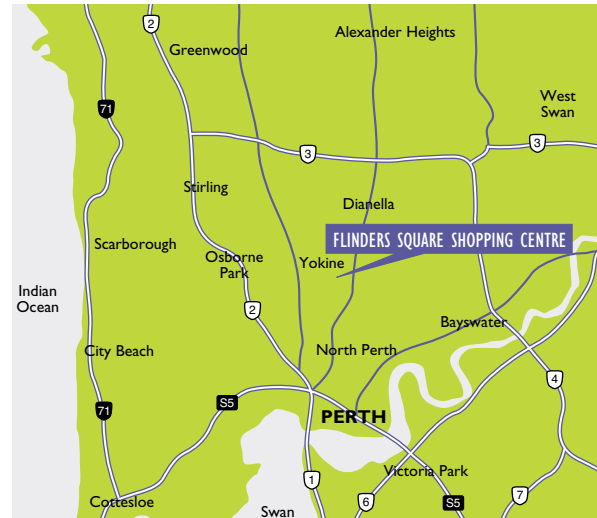 2
Alexander Heights
Greenwood
West
Swan
71
3
3
Stirling
Dianella
FLINDERS SQUARE SHOPPING CENTRE
Scarborough
Osborne
Park
Yokine
Indian
Ocean
2
Bayswater
City Beach
North Perth
4
71
S5
PERTH
Victoria Park
1
6
7
S5
Cottesloe
Swan